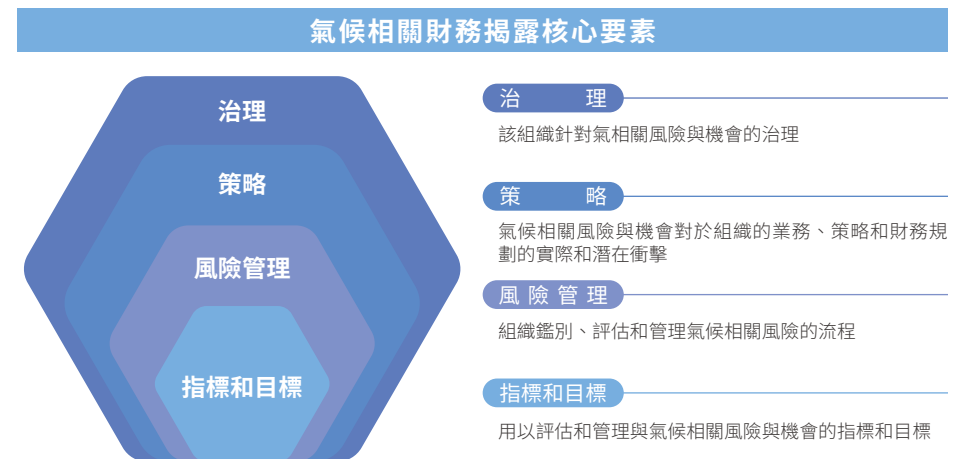 氣候相關財務揭露核心要素
治理
策略
風險管理
指標和目標
治 理
該組織針對氣相關風險與機會的治理
策 略
氣候相關風險與機會對於組織的業務、策略和財務規
劃的實際和潛在衝擊
風險管理
組織鑑別、評估和管理氣候相關風險的流程
指標和目標
用以評估和管理與氣候相關風險與機會的指標和目標